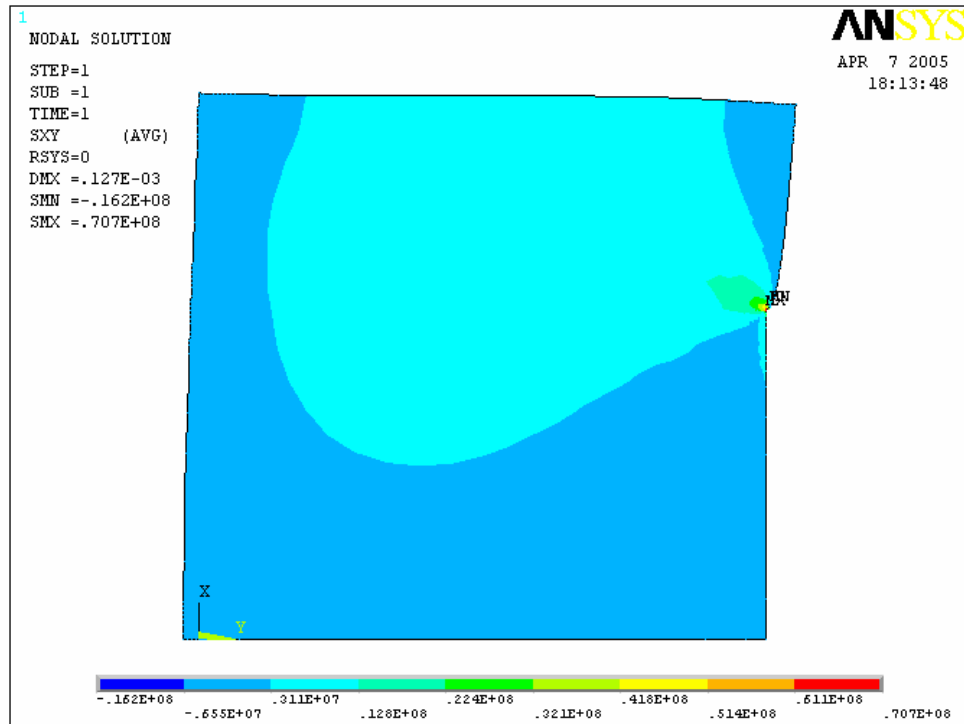 1
NODAL SOLUTION
STEP=1
SUB =1
TIME=1
SXY (AVG)
RSYS=0
DMX =.127E-03
SMN =-.162E+08
SMX =.707E+08
ANSYS
APR 7 2005
18:13:48
MN
X
Y
-.162E+08 .311E+07 .224E+08 .418E+08 .611E+08
-.655E+07 .128E+08 .321E+08 .514E+08 .707E+08